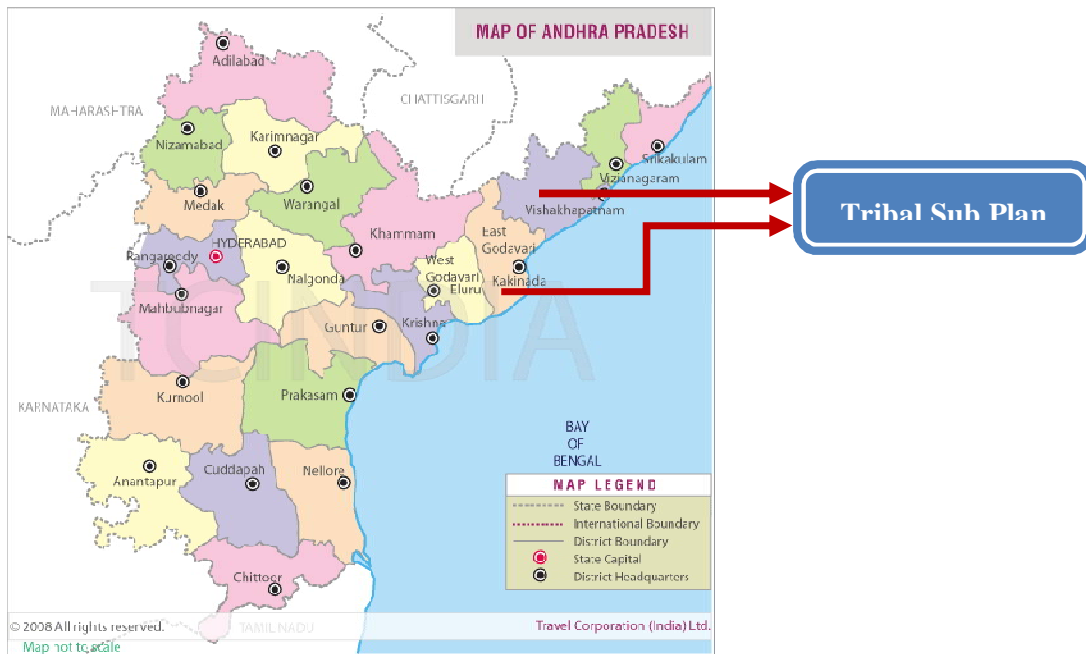 MAP OF ANDHRA PRADESH
Adilabad
MAHARASHTRA
CHATTISGARH
Nizamabad
Karimnagar
Srikakulam
Vizianagaram
Medak
Warangal
Vishakhapatnam
Tribal Sub Plan
HYDERABAD
Khammam
East
Godavari
Rangareddy
Nalgonda
West
Godavari
Eluru
Kakinada
Mahbubnagar
TCINDIA
Guntur
Krishna
Kurnool
Prakasam
KARNATAKA
BAY
OF
BENGAL
Anantapur
Cuddapah
Nellore
MAP LEGEND
State Boundary
International Boundary
District Boundary
State Capital
District Headquarters
Chittoor
© 2008.All rights reserved.
TAMIL NADU
Travel Corporation (India) Ltd.
Map not to scale